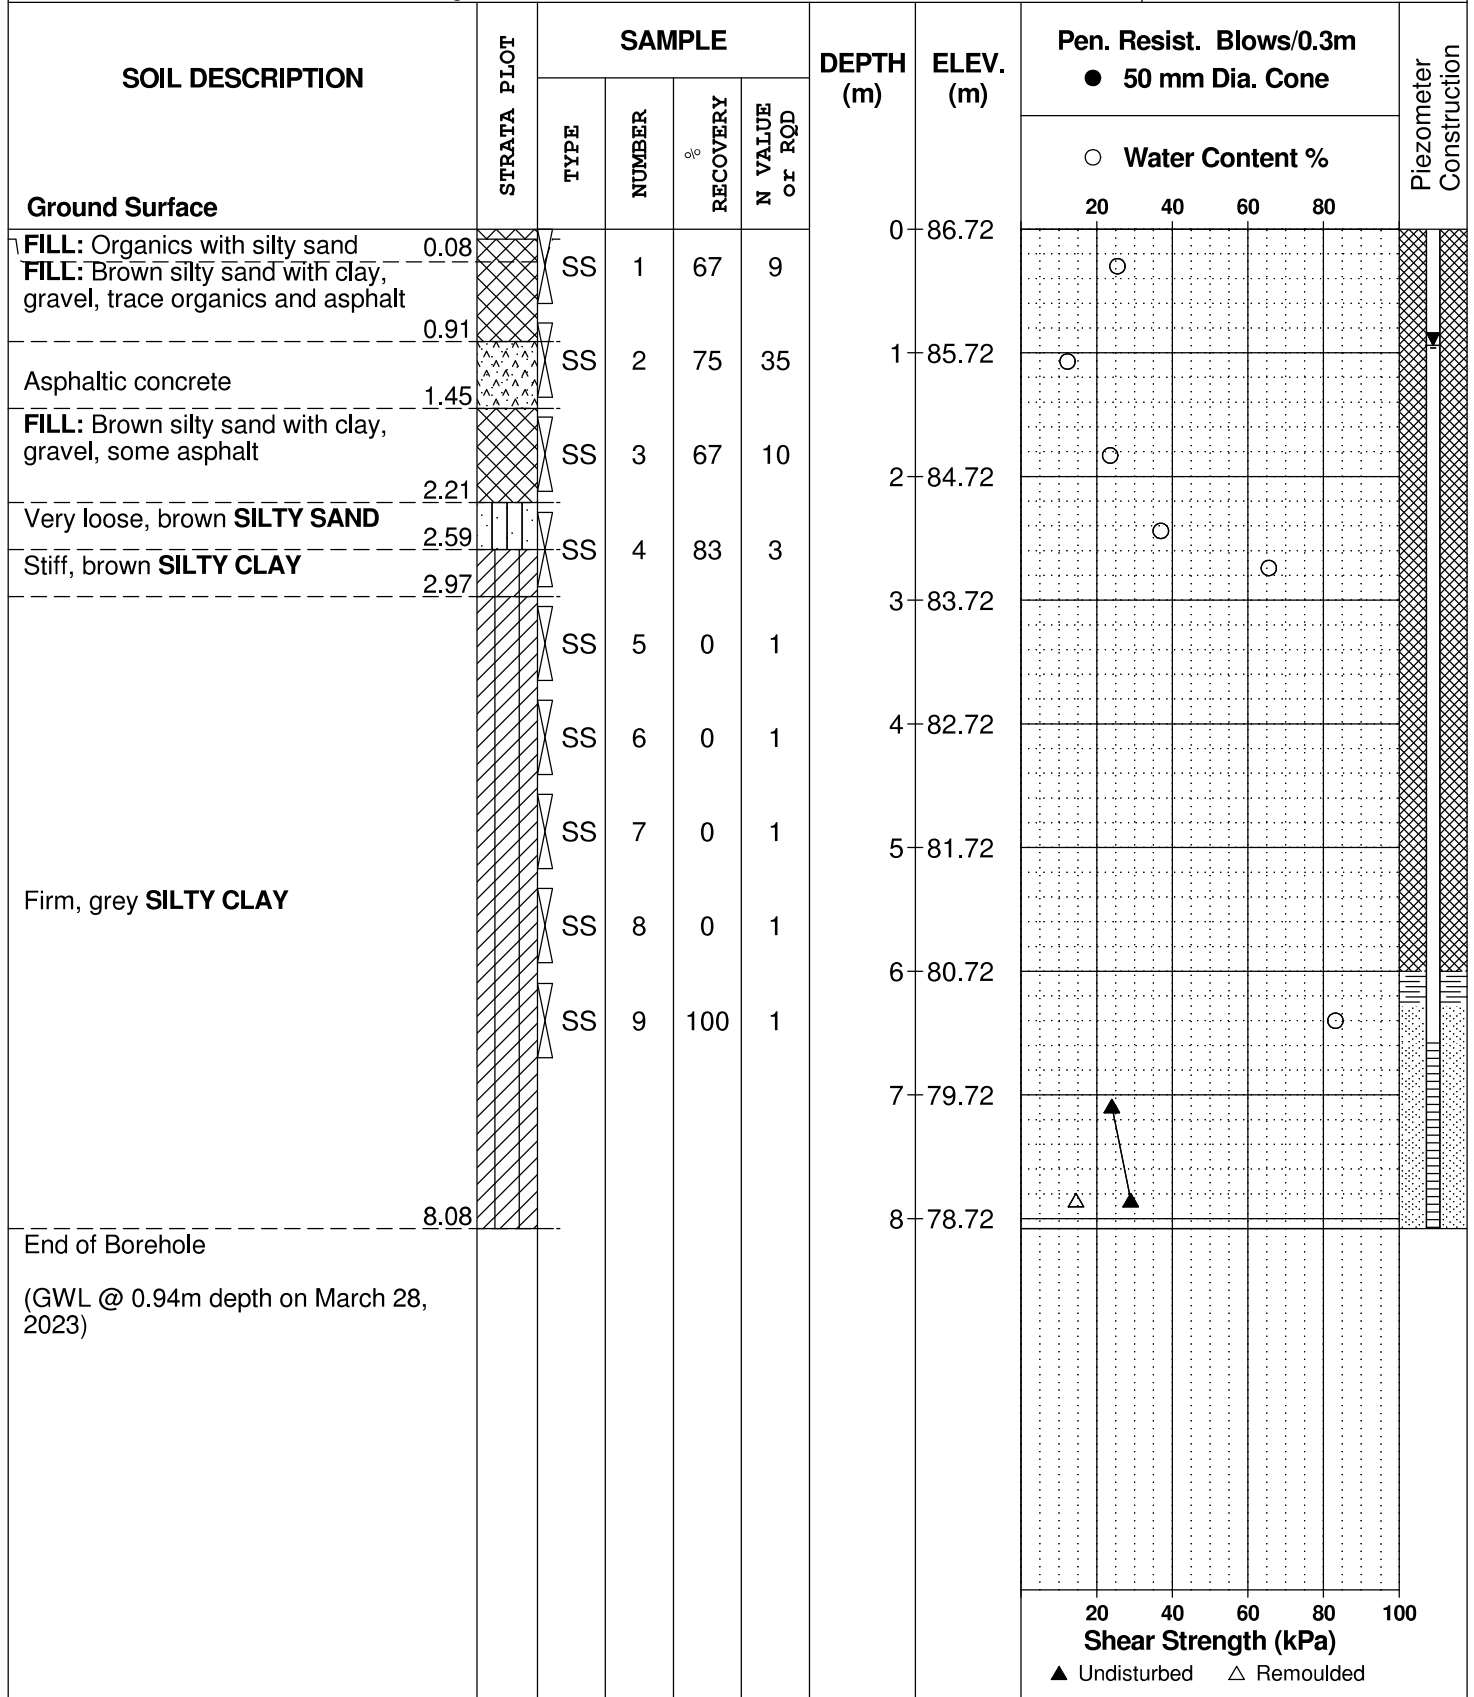 SOIL DESCRIPTION
Ground Surface
STRATA PLOT
SAMPLE
TYPE
NUMBER
%
RECOVERY
N VALUE
or RQD
DEPTH
(m)
ELEV.
(m)
Pen. Resist. Blows/0.3m
● 50 mm Dia. Cone
○ Water Content %
20 40 60 80
Piezometer
Construction
FILL: Organics with silty sand 0.08
FILL: Brown silty sand with clay,
gravel, trace organics and asphalt
0.91
Asphaltic concrete
1.45
FILL: Brown silty sand with clay,
gravel, some asphalt
2.21
Very loose, brown SILTY SAND
2.59
Stiff, brown SILTY CLAY
2.97
Firm, grey SILTY CLAY
8.08
End of Borehole
(GWL @ 0.94m depth on March 28,
2023)
SS 1 67 9
SS 2 75 35
SS 3 67 10
SS 4 83 3
SS 5 0 1
SS 6 0 1
SS 7 0 1
SS 8 0 1
SS 9 100 1
0 86.72
1 85.72
2 84.72
3 83.72
4 82.72
5 81.72
6 80.72
7 79.72
8 78.72
20 40 60 80 100
Shear Strength (kPa)
▲ Undisturbed △ Remoulded